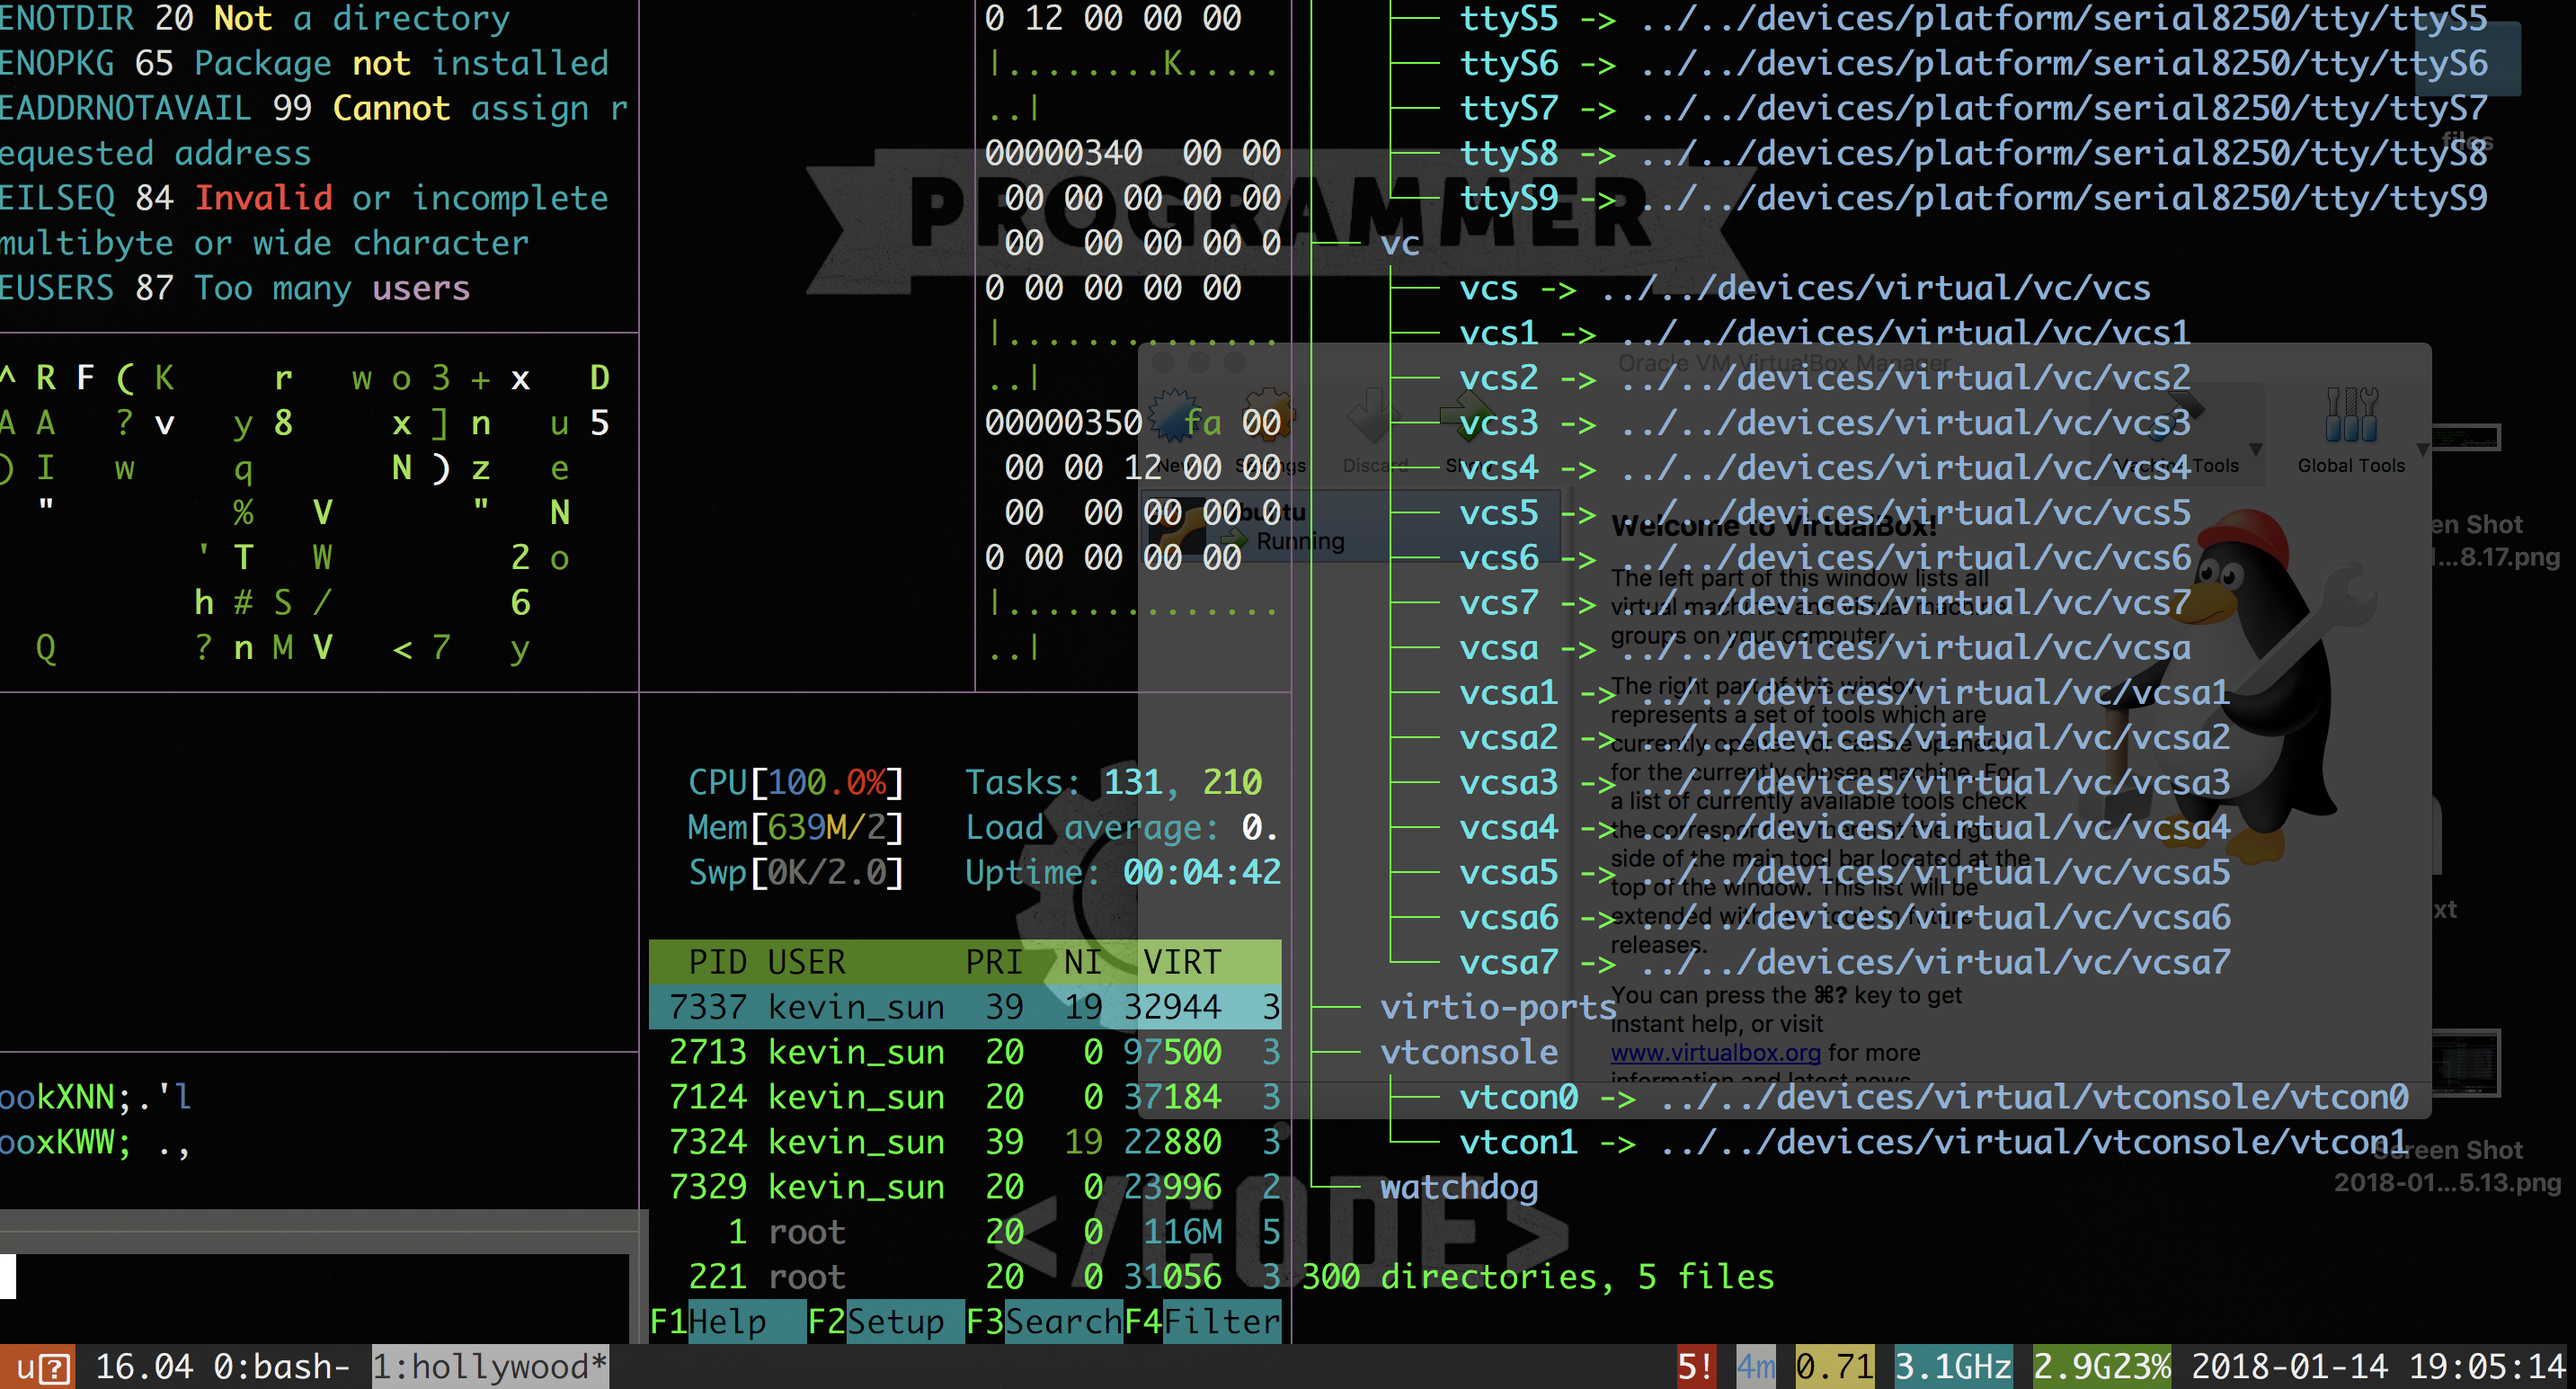 ENOTDIR 20 Not a directory
ENOPKG 65 Package not installed
EADDRNOTAVAIL 99 Cannot assign r
equested address
EILSEQ 84 Invalid or incomplete
multibyte or wide character
EUSERS 87 Too many users
^ R F ( K r w o 3 + x D
A A ? v y 8 x ] n u 5
) I w q N ) z e
" % V " N
' T W 2 o
h # S / 6
Q ? n M V < 7 y
ookXNN;.'l
ooxKWW; .,
0 12 00 00 00
|........K.....
..|
00000340 00 00
00 00 00 00 00
00 00 00 00 0
0 00 00 00 00
|..............
..|
00000350 fa 00
00 00 12 00 00
00 00 00 00 0
0 00 00 00 00
|..............
..|
CPU[100.0%] Tasks: 131, 210
Mem[639M/2] Load average: 0.
Swp[0K/2.0] Uptime: 00:04:42
PID USER PRI NI VIRT
7337 kevin_sun 39 19 32944 3
2713 kevin_sun 20 0 97500 3
7124 kevin_sun 20 0 37184 3
7324 kevin_sun 39 19 22880 3
7329 kevin_sun 20 0 23996 2
1 root 20 0 116M 5
221 root 20 0 31056 3
F1Help F2Setup F3SearchF4Filter
ttyS5 -> ../../devices/platform/serial8250/tty/ttyS5
ttyS6 -> ../../devices/platform/serial8250/tty/ttyS6
ttyS7 -> ../../devices/platform/serial8250/tty/ttyS7
ttyS8 -> ../../devices/platform/serial8250/tty/ttyS8
ttyS9 -> ../../devices/platform/serial8250/tty/ttyS9
vc
vcs -> ../../devices/virtual/vc/vcs
vcs1 -> ../../devices/virtual/vc/vcs1
vcs2 -> ../../devices/virtual/vc/vcs2
vcs3 -> ../../devices/virtual/vc/vcs3
vcs4 -> ../../devices/virtual/vc/vcs4
vcs5 -> ../../devices/virtual/vc/vcs5
vcs6 -> ../../devices/virtual/vc/vcs6
vcs7 -> ../../devices/virtual/vc/vcs7
vcsa -> ../../devices/virtual/vc/vcsa
vcsa1 -> ../../devices/virtual/vc/vcsa1
vcsa2 -> ../../devices/virtual/vc/vcsa2
vcsa3 -> ../../devices/virtual/vc/vcsa3
vcsa4 -> ../../devices/virtual/vc/vcsa4
vcsa5 -> ../../devices/virtual/vc/vcsa5
vcsa6 -> ../../devices/virtual/vc/vcsa6
vcsa7 -> ../../devices/virtual/vc/vcsa7
virtio-ports
vtconsole
vtcon0 -> ../../devices/virtual/vtconsole/vtcon0
vtcon1 -> ../../devices/virtual/vtconsole/vtcon1
watchdog
300 directories, 5 files
PROGRAMMER
</CODE>
files
Oracle VM VirtualBox Manager
Discard
Tools
Global Tools
Running
Welcome to VirtualBox!
The left part of this window lists all
virtual machines and virtual machine
groups on your computer.
The right part of this window
represents a set of tools which are
currently opened (or can be opened)
for the currently chosen machine. For
a list of currently available tools check
the corresponding menu at the right
side of the main tool bar located at the
top of the window. This list will be
extended with new tools in future
releases.
You can press the ⌘? key to get
instant help, or visit
www.virtualbox.org for more
information and latest news.
en Shot
...8.17.png
xt
Screen Shot
2018-01...5.13.png
u 16.04 0:bash- 1:hollywood*
5! 4m 0.71 3.1GHz 2.9G23% 2018-01-14 19:05:14